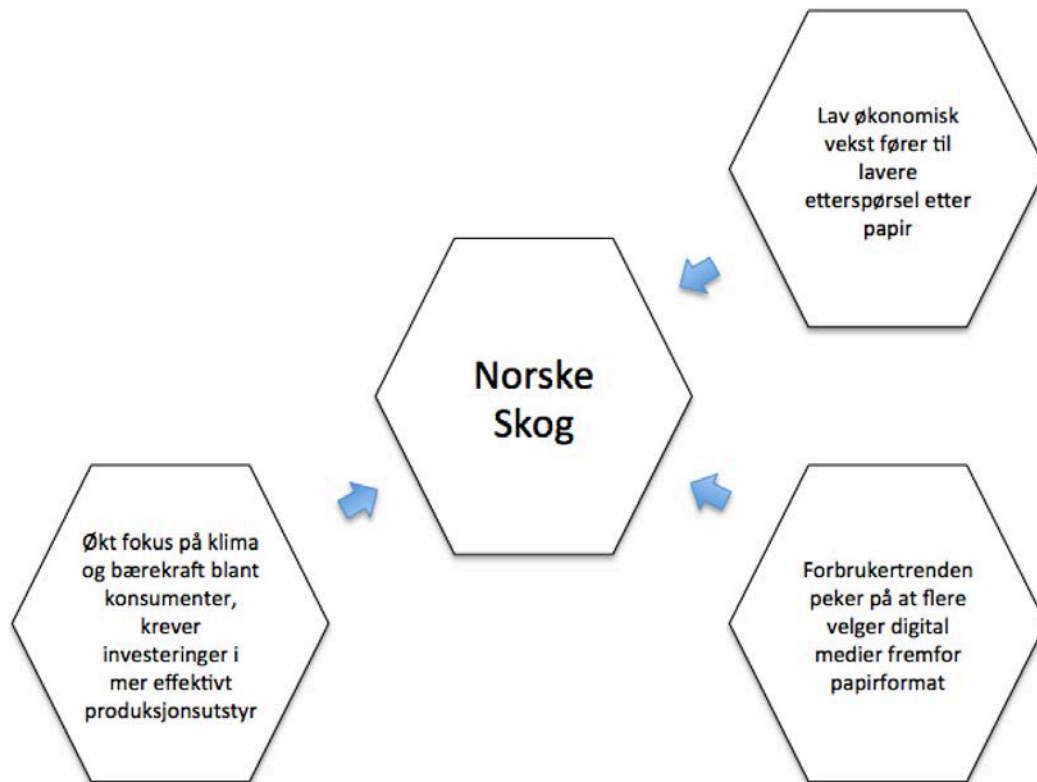 Lav økonomisk
vekst fører til
lavere
etterspørsel etter
papir
Norske
Skog
Økt fokus på klima
og bærekraft blant
konsumenter,
krever
investeringer i
mer effektivt
produksjonsutstyr
Forbrukertrenden
peker på at flere
velger digital
medier fremfor
papirformat